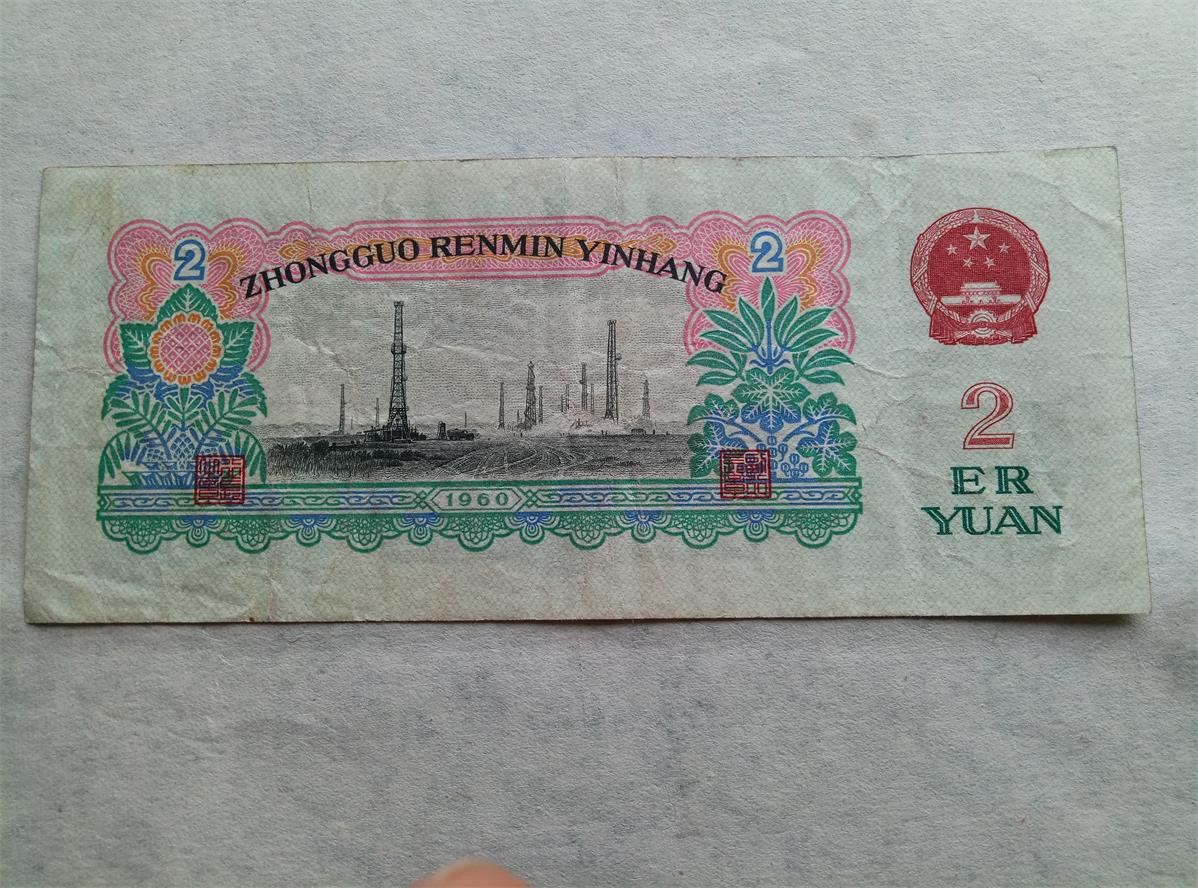 2
ZHONGGUO RENMIN YINHANG
2
1960
2
ER
YUAN